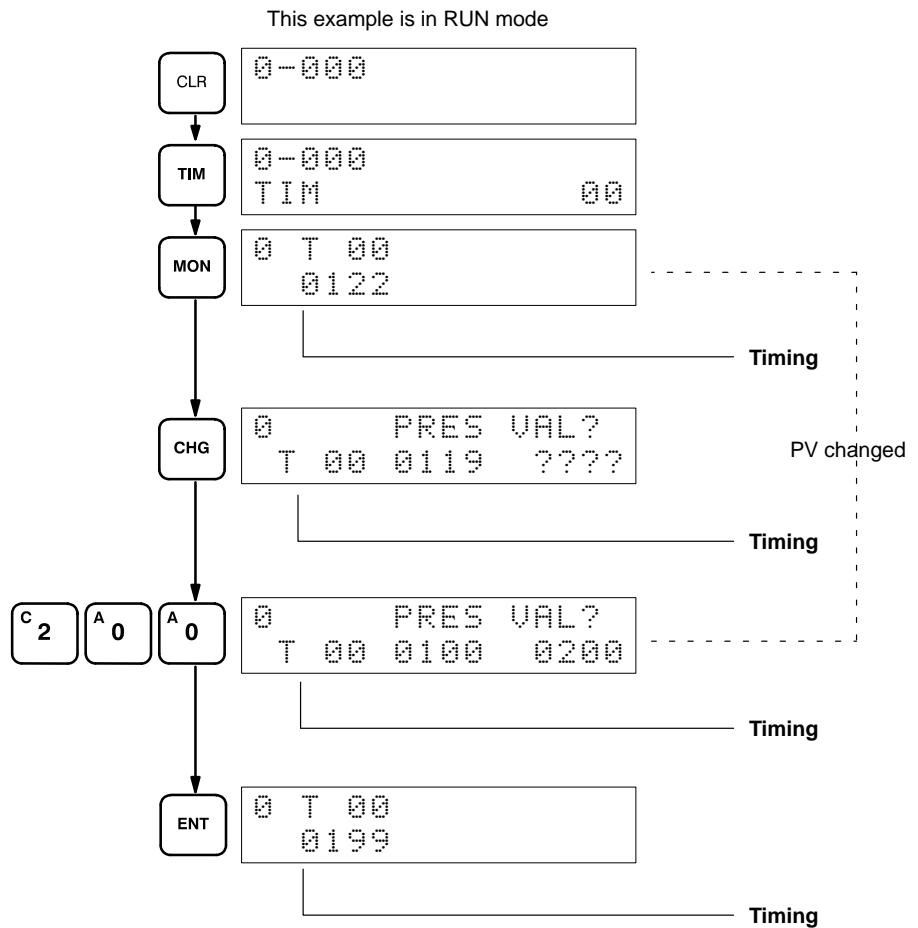 This example is in RUN mode
CLR
0-000
TIM
0-000
TIM 00
MON
0 T 00
0122
Timing
CHG
0 PRES VAL?
T 00 0119 ????
PV changed
Timing
C 2 A 0 A 0
0 PRES VAL?
T 00 0100 0200
Timing
ENT
0 T 00
0199
Timing